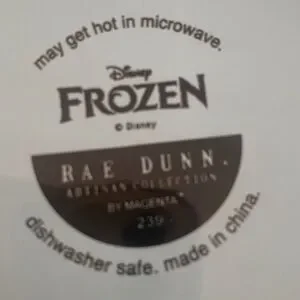 may get hot in microwave.
Disney
FROZEN
© Disney
RAE DUNN.
ARTISAN COLLECTION
BY MAGENTA
239
dishwasher safe. made in china.